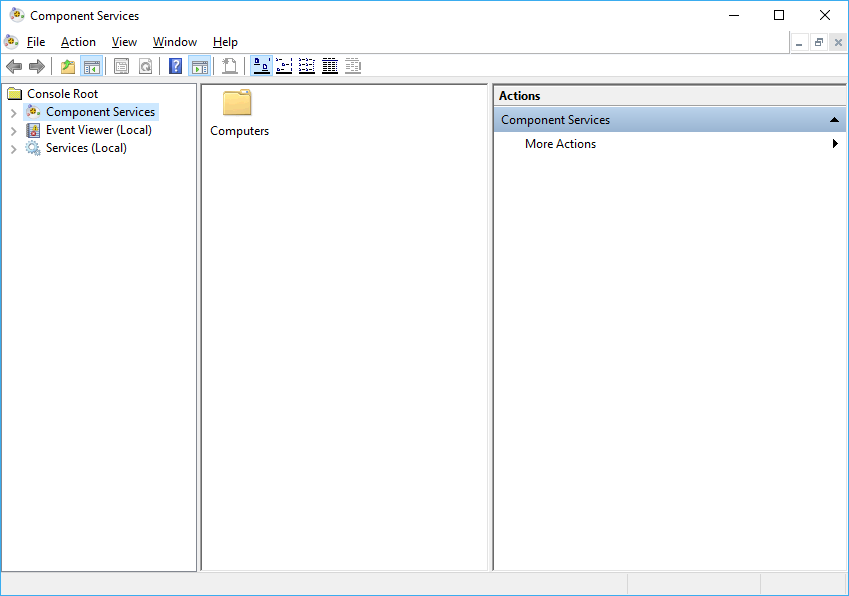 Component Services
File Action View Window Help
Console Root
Component Services
Event Viewer (Local)
Services (Local)
Computers
Actions
Component Services
More Actions